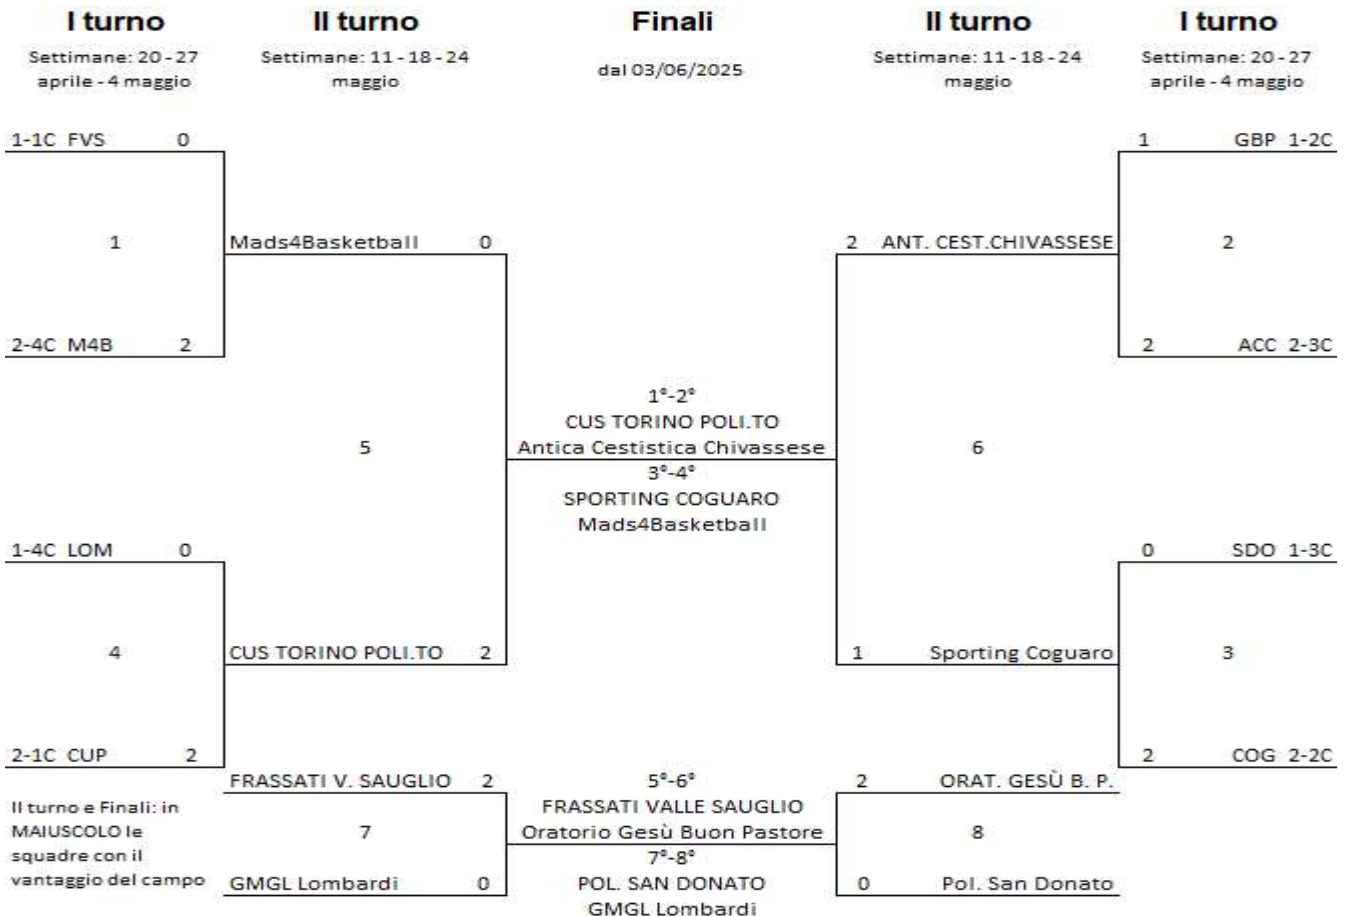 I turno
II turno
Finali
II turno
I turno
Settimane: 20 - 27
aprile - 4 maggio
Settimane: 11 - 18 - 24
maggio
dal 03/06/2025
Settimane: 11 - 18 - 24
maggio
Settimane: 20 - 27
aprile - 4 maggio
1-1C FVS 0
1 GBP 1-2C
1
Mads4Basketball 0
2 ANT. CEST.CHIVASSESE
2
2-4C M4B 2
2 ACC 2-3C
1°-2°
CUS TORINO POLI.TO
5
Antica Cestistica Chivassese
6
3°-4°
SPORTING COGUARO
Mads4Basketball
1-4C LOM 0
0 SDO 1-3C
4
CUS TORINO POLI.TO 2
1 Sporting Coguaro
3
2-1C CUP 2
2 COG 2-2C
FRASSATI V. SAUGLIO 2
5°-6°
2 ORAT. GESÙ B. P.
II turno e Finali: in
MAIUSCOLO le
squadre con il
vantaggio del campo
7
FRASSATI VALLE SAUGLIO
Oratorio Gesù Buon Pastore
8
7°-8°
GMGL Lombardi 0
POL. SAN DONATO
0 Pol. San Donato
GMGL Lombardi